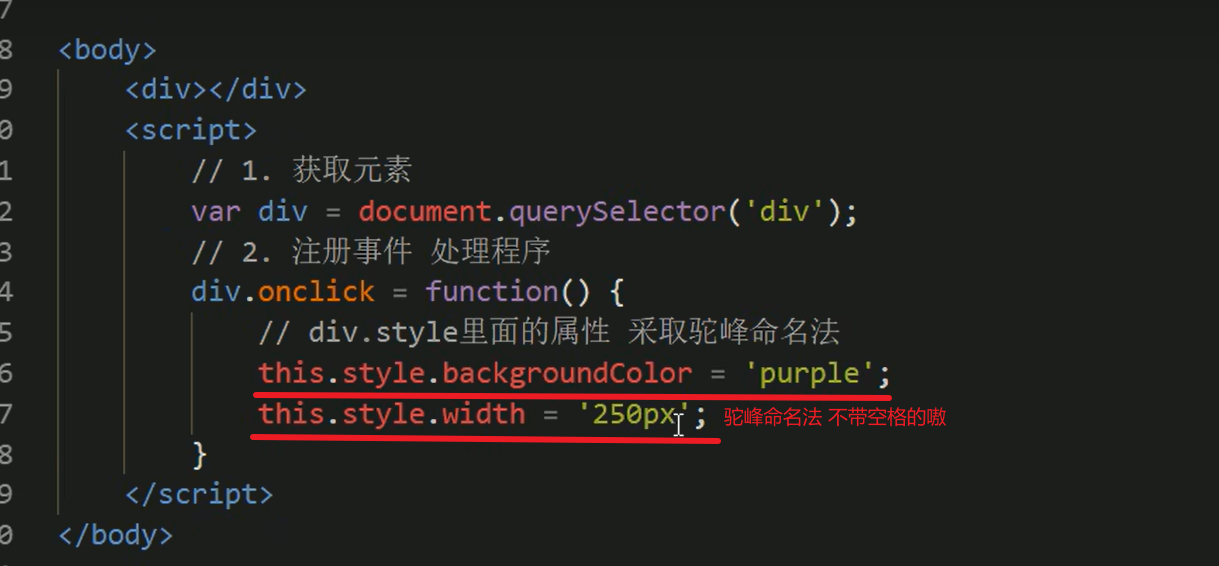 7
8 <body>
9 <div></div>
0 <script>
1 // 1. 获取元素
2 var div = document.querySelector('div');
3 // 2. 注册事件 处理程序
4 div.onclick = function() {
5 // div.style里面的属性 采取驼峰命名法
6 this.style.backgroundColor = 'purple';
7 this.style.width = '250px'; 驼峰命名法 不带空格的嗷
8 }
9 </script>
0 </body>